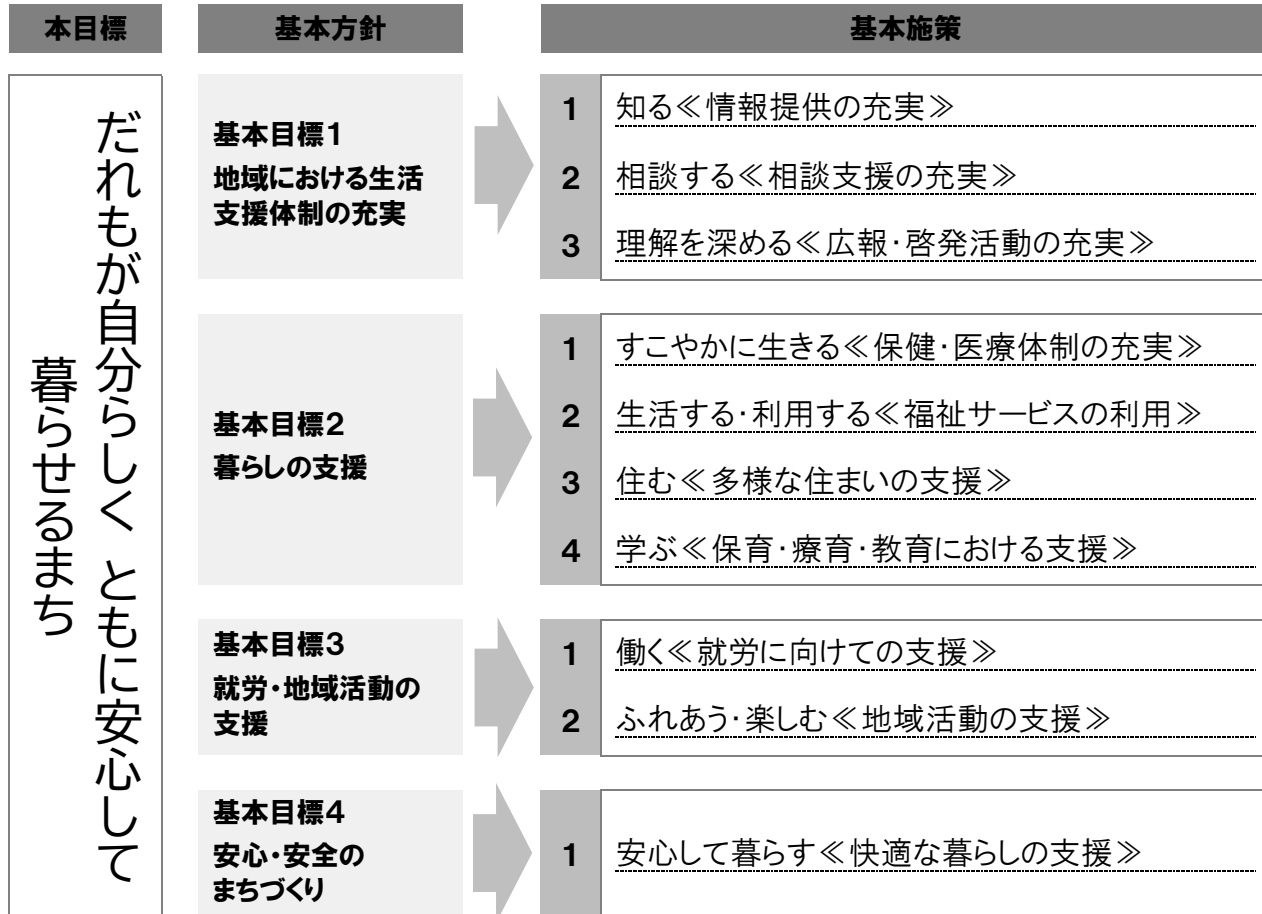 本目標
基本方針
基本施策
だれもが自分らしく ともに安心して
暮らせるまち
基本目標1
地域における生活
支援体制の充実
1 知る≪情報提供の充実≫
2 相談する≪相談支援の充実≫
3 理解を深める≪広報・啓発活動の充実≫
基本目標2
暮らしの支援
1 すこやかに生きる≪保健・医療体制の充実≫
2 生活する・利用する≪福祉サービスの利用≫
3 住む≪多様な住まいの支援≫
4 学ぶ≪保育・療育・教育における支援≫
基本目標3
就労・地域活動の
支援
1 働く≪就労に向けての支援≫
2 ふれあう・楽しむ≪地域活動の支援≫
基本目標4
安心・安全の
まちづくり
1 安心して暮らす≪快適な暮らしの支援≫